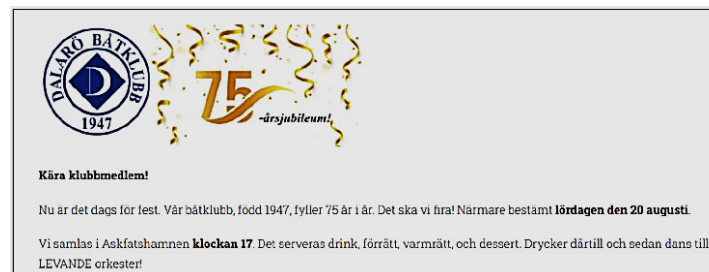 DALARÖ BÅTKLUBB
1947
D
75
-årsjubileum!
Kära klubbmedlem!
Nu är det dags för fest. Vår båtklubb, född 1947, fyller 75 år i år. Det ska vi fira! Närmare bestämt lördagen den 20 augusti.
Vi samlas i Askfatshamnen klockan 17. Det serveras drink, förrätt, varmrätt, och dessert. Drycker därtill och sedan dans till
LEVANDE orkester!